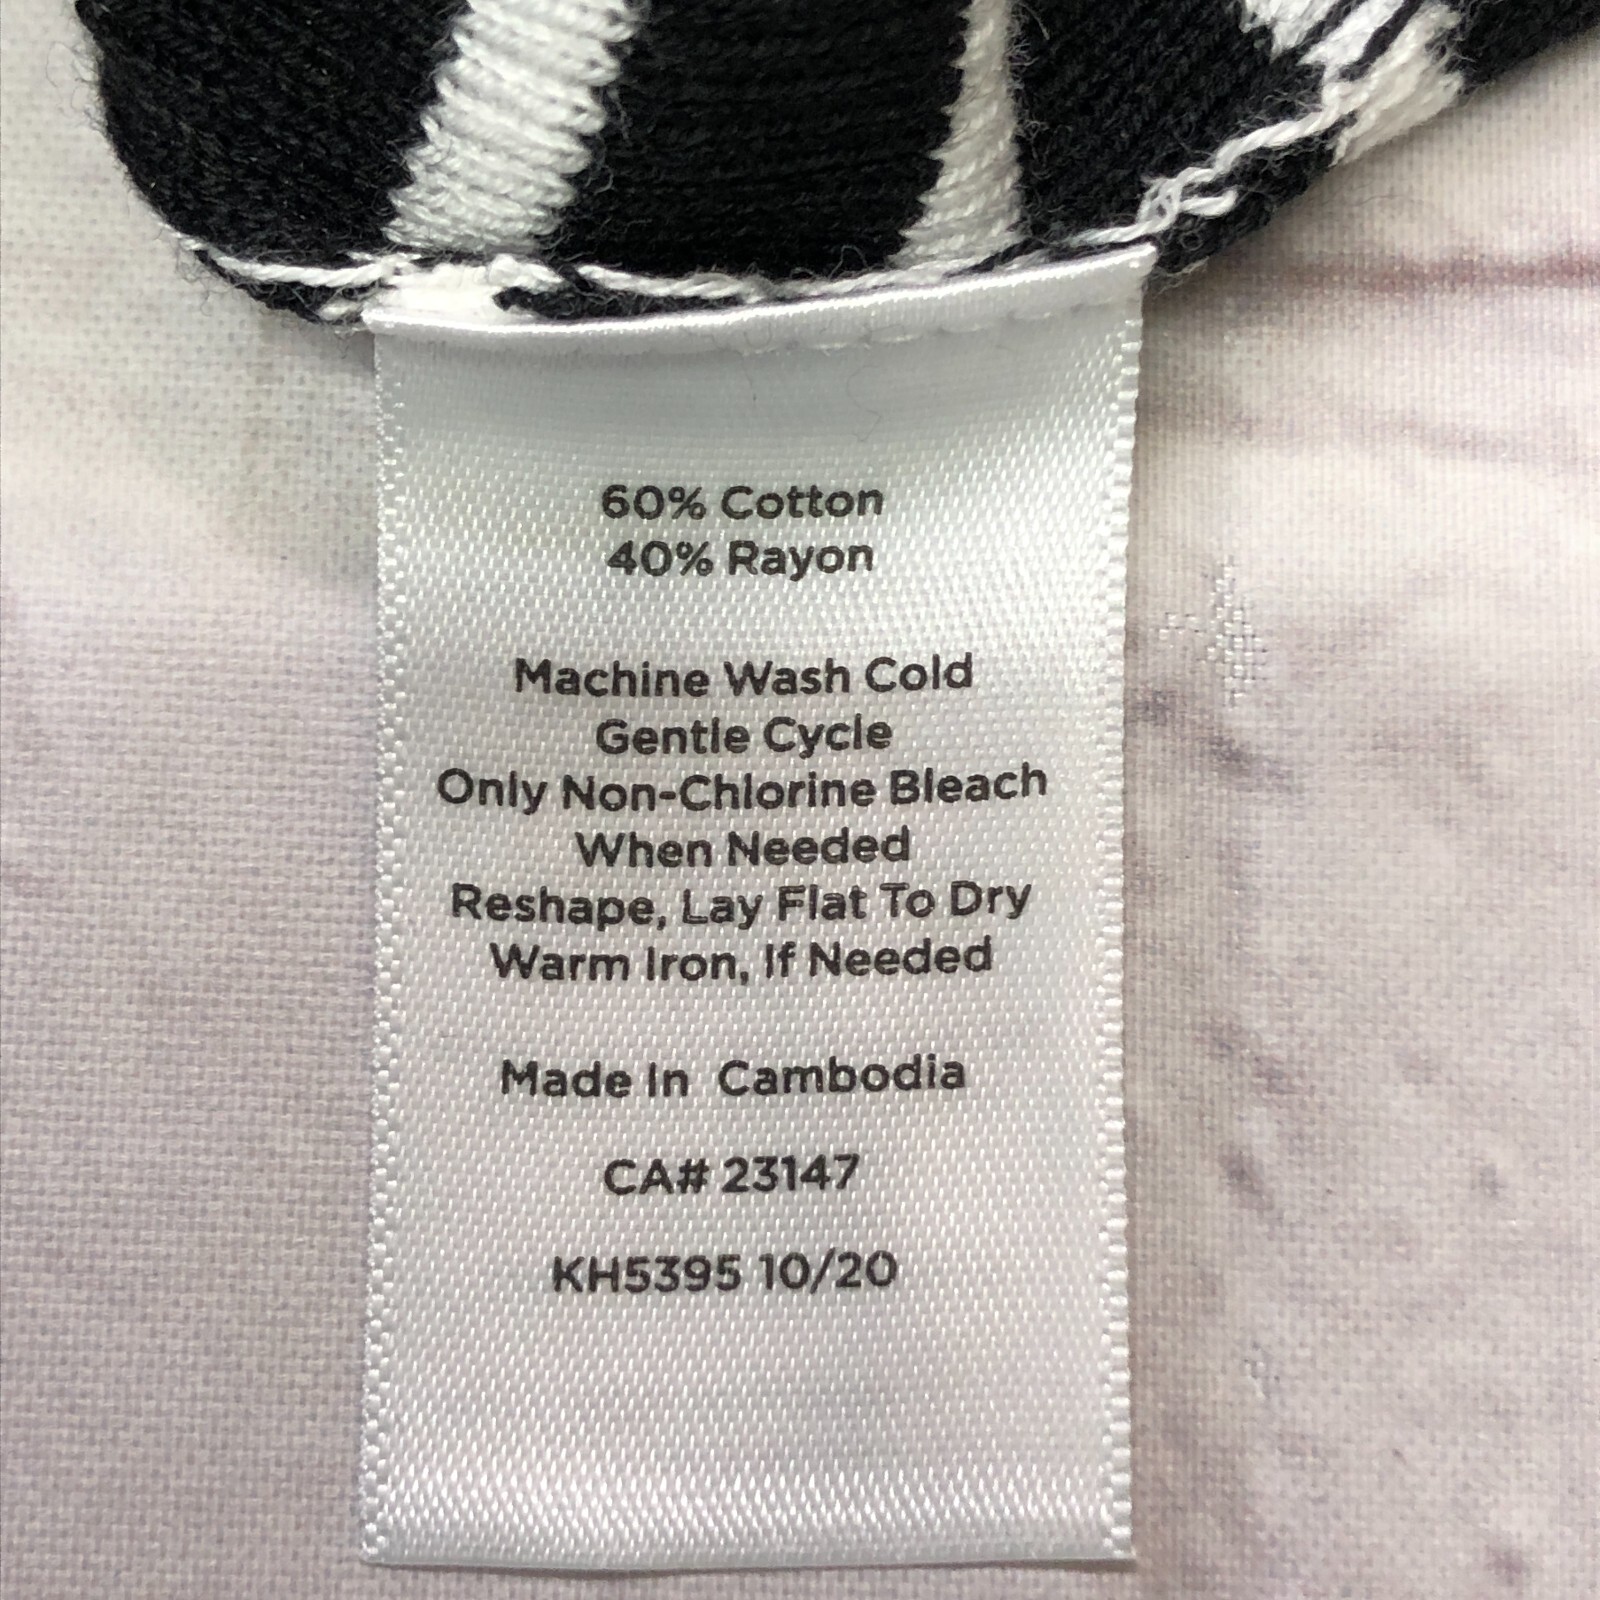 60% Cotton
40% Rayon
Machine Wash Cold
Gentle Cycle
Only Non-Chlorine Bleach
When Needed
Reshape, Lay Flat To Dry
Warm Iron, If Needed
Made In Cambodia
CA# 23147
KH5395 10/20